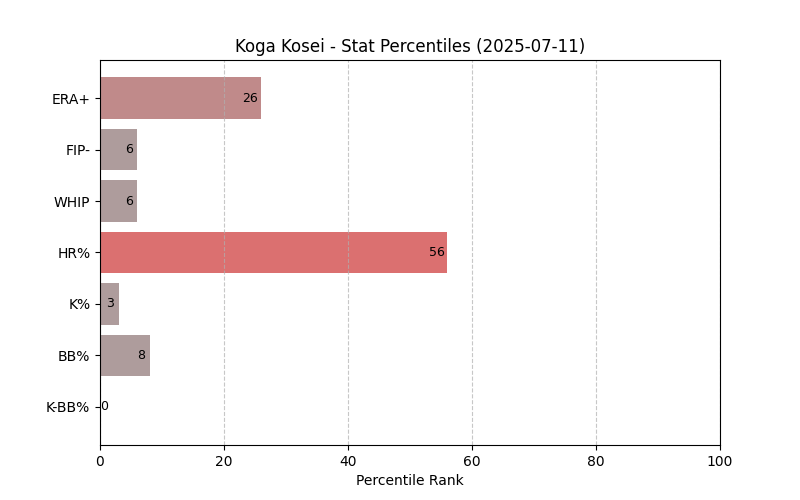 Koga Kosei - Stat Percentiles (2025-07-11)
ERA+ 26
FIP- 6
WHIP 6
HR% 56
K% 3
BB% 8
K-BB% 0
0 20 40 60 80 100
Percentile Rank